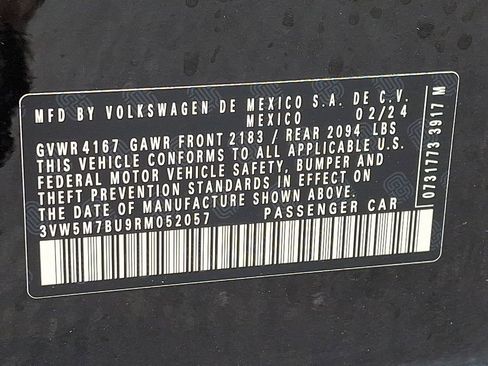 MFD BY VOLKSWAGEN DE MEXICO S.A. DE C.V.
MEXICO 02/24
GVWR 4167 GAWR FRONT 2183 / REAR 2094 LBS
THIS VEHICLE CONFORMS TO ALL APPLICABLE U.S.
FEDERAL MOTOR VEHICLE SAFETY, BUMPER AND
THEFT PREVENTION STANDARDS IN EFFECT ON
THE DATE OF MANUFACTURE SHOWN ABOVE.
3VW5M7BU9RM052057 PASSENGER CAR
0731773 3917 M